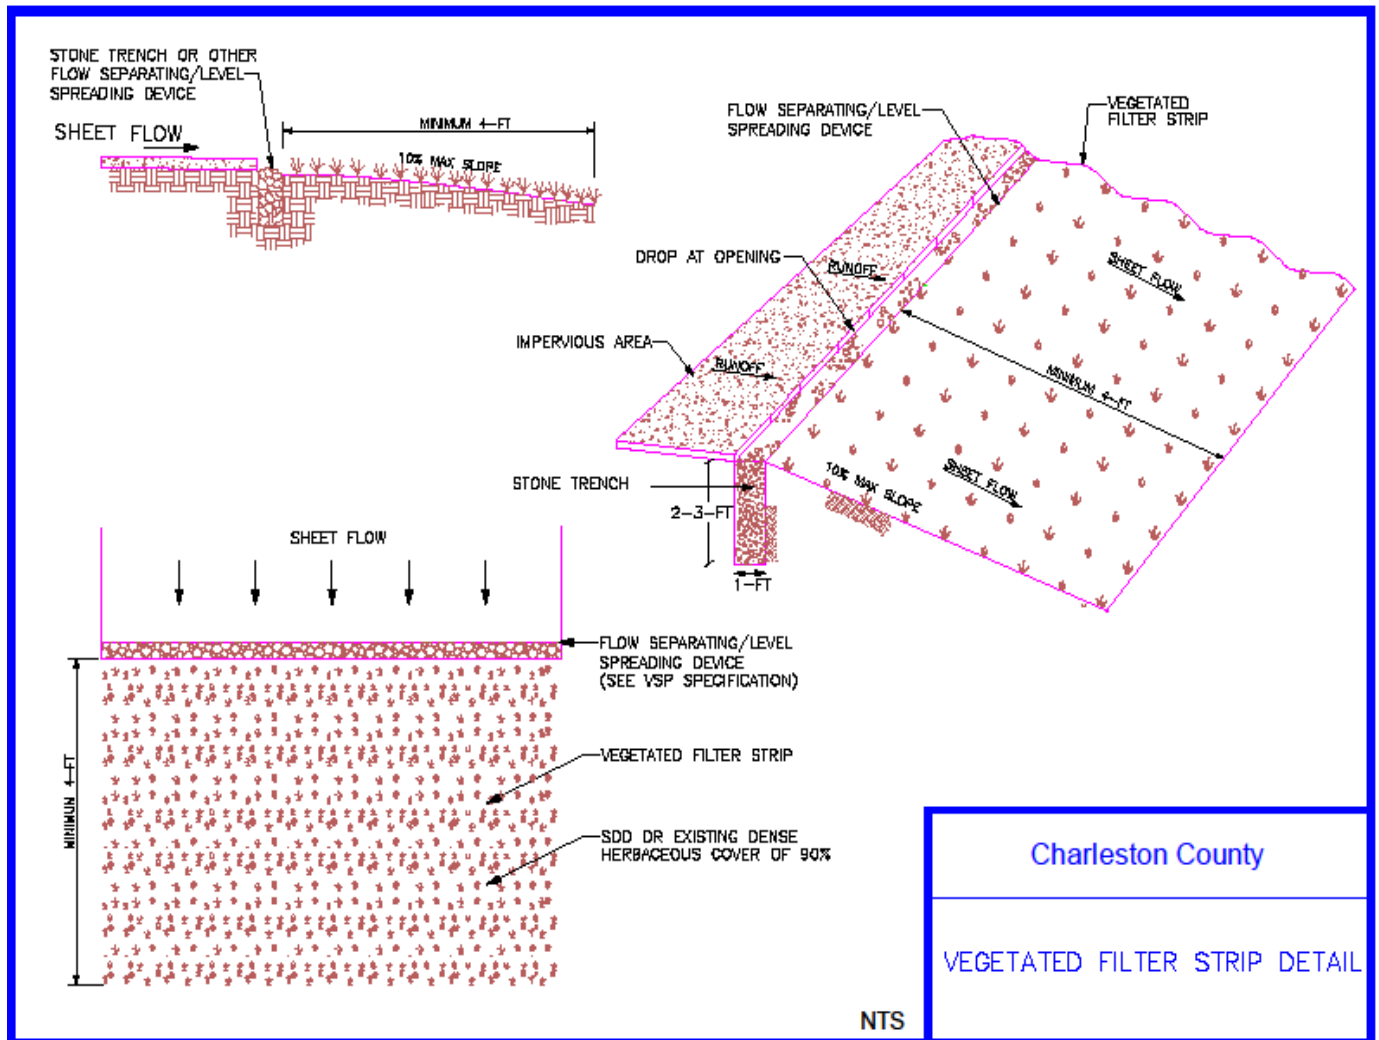 STONE TRENCH OR OTHER
FLOW SEPARATING/LEVEL
SPREADING DEVICE
SHEET FLOW
MINIMUM 4-FT
10% MAX SLOPE
FLOW SEPARATING/LEVEL
SPREADING DEVICE
VEGETATED
FILTER STRIP
DROP AT OPENING
RUNOFF
SHEET FLOW
IMPERVIOUS AREA
RUNOFF
MINIMUM 4-FT
STONE TRENCH
2-3-FT
10% MAX SLOPE
SHEET FLOW
1-FT
SHEET FLOW
FLOW SEPARATING/LEVEL
SPREADING DEVICE
(SEE VSP SPECIFICATION)
MINIMUN 4-FT
VEGETATED FILTER STRIP
SOD OR EXISTING DENSE
HERBACEOUS COVER OF 90%
Charleston County
VEGETATED FILTER STRIP DETAIL
NTS